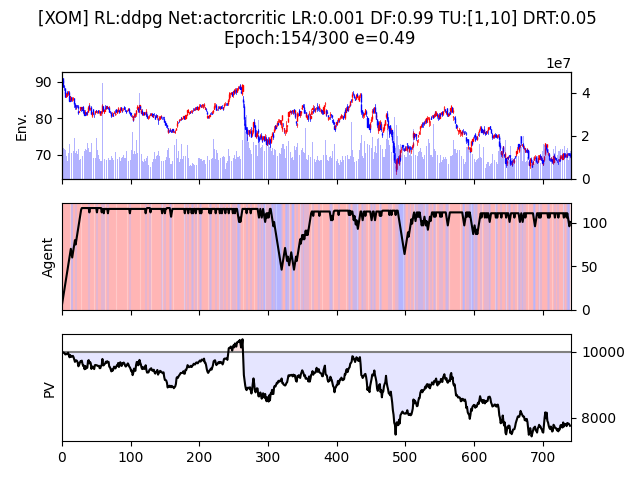 [XOM] RL:ddpg Net:actorcritic LR:0.001 DF:0.99 TU:[1,10] DRT:0.05
Epoch:154/300 e=0.49
1e7
90
80
70
Env.
4
2
0
Agent
100
50
0
PV
10000
8000
0 100 200 300 400 500 600 700